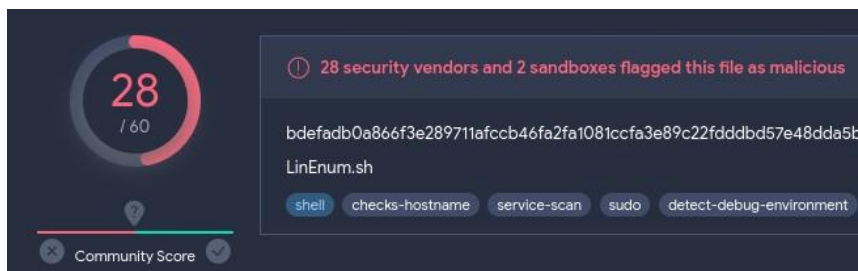 28
/ 60
Community Score
28 security vendors and 2 sandboxes flagged this file as malicious
bdefadb0a866f3e289711afccb46fa2fa1081ccfa3e89c22fdddbd57e48dda5b
LinEnum.sh
shell checks-hostname service-scan sudo detect-debug-environment